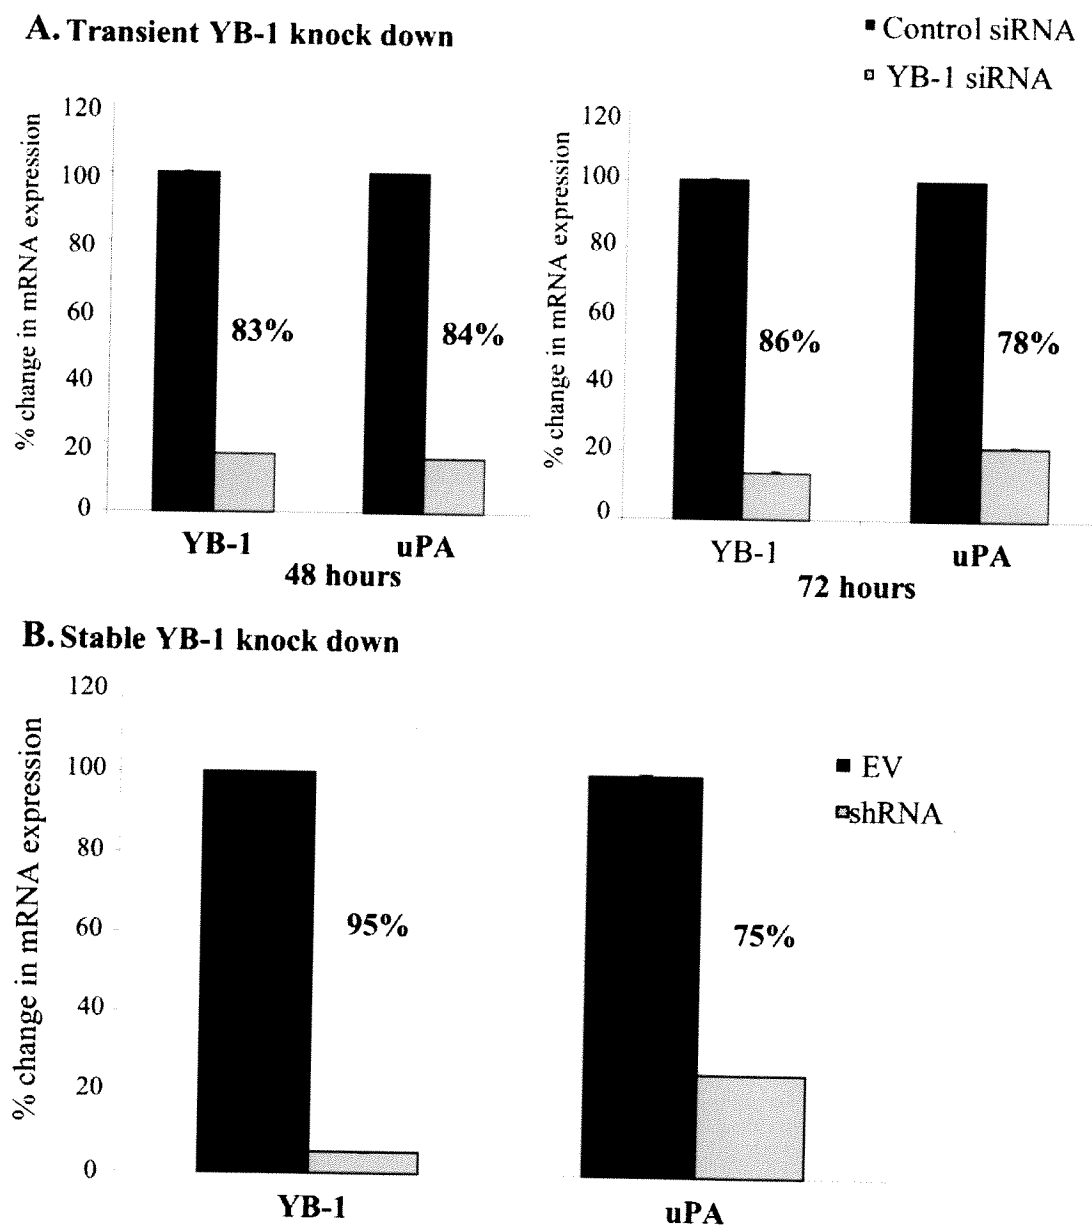 A. Transient YB-1 knock down
■ Control siRNA
▫ YB-1 siRNA
% change in mRNA expression
120
100
80
60
40
20
0
83%
84%
YB-1
uPA
48 hours
% change in mRNA expression
120
100
80
60
40
20
0
86%
78%
YB-1
uPA
72 hours
B. Stable YB-1 knock down
% change in mRNA expression
120
100
80
60
40
20
0
95%
75%
■ EV
▫shRNA
YB-1
uPA